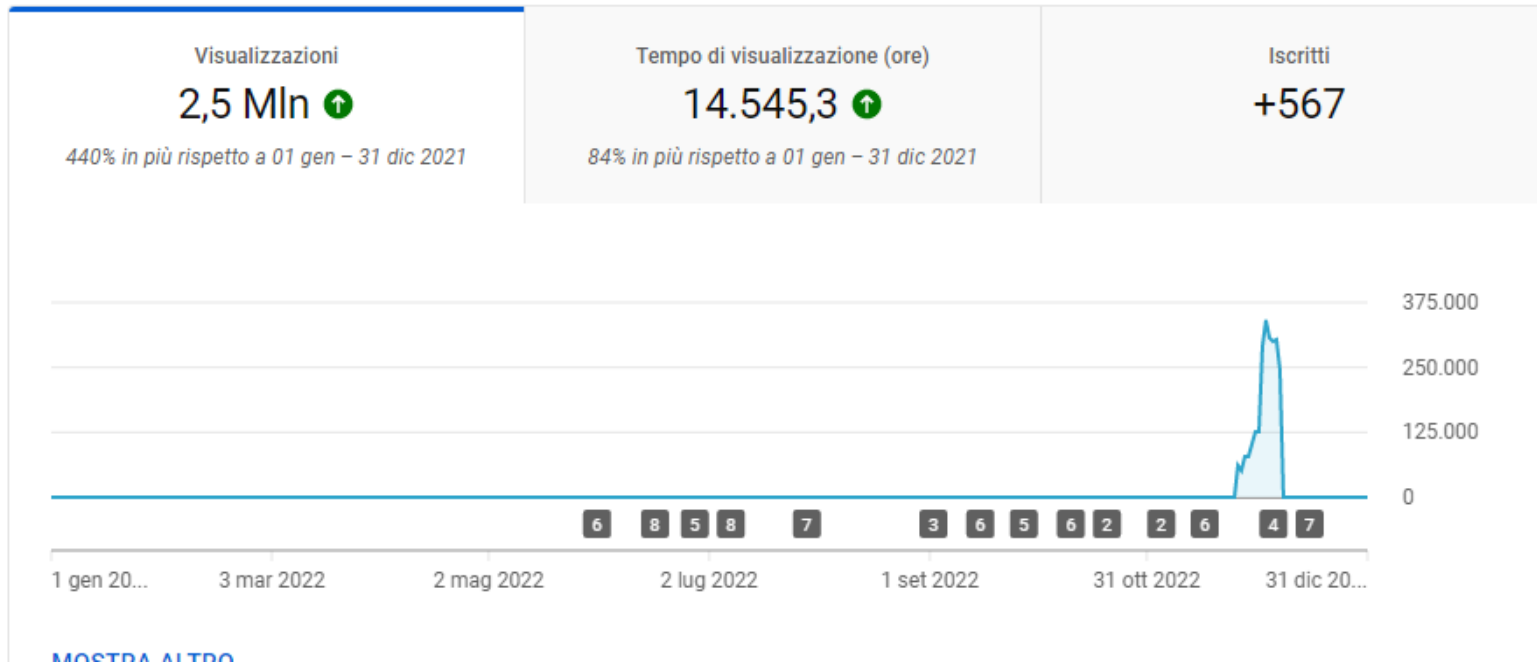 Visualizzazioni
2,5 Mln
440% in più rispetto a 01 gen – 31 dic 2021
Tempo di visualizzazione (ore)
14.545,3
84% in più rispetto a 01 gen – 31 dic 2021
Iscritti
+567
375.000
250.000
125.000
0
6 8 5 8 7 3 6 5 6 2 2 6 4 7
1 gen 20... 3 mar 2022 2 mag 2022 2 lug 2022 1 set 2022 31 ott 2022 31 dic 20...
MOSTRA ALTRO